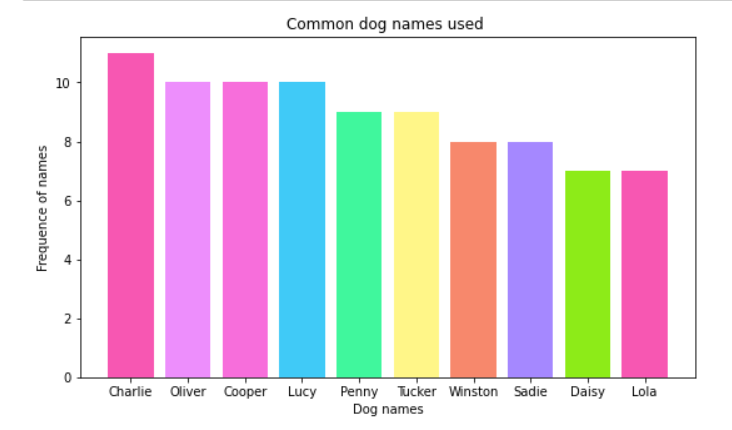 Common dog names used
10
8
6
4
2
0
Frequence of names
Charlie Oliver Cooper Lucy Penny Tucker Winston Sadie Daisy Lola
Dog names